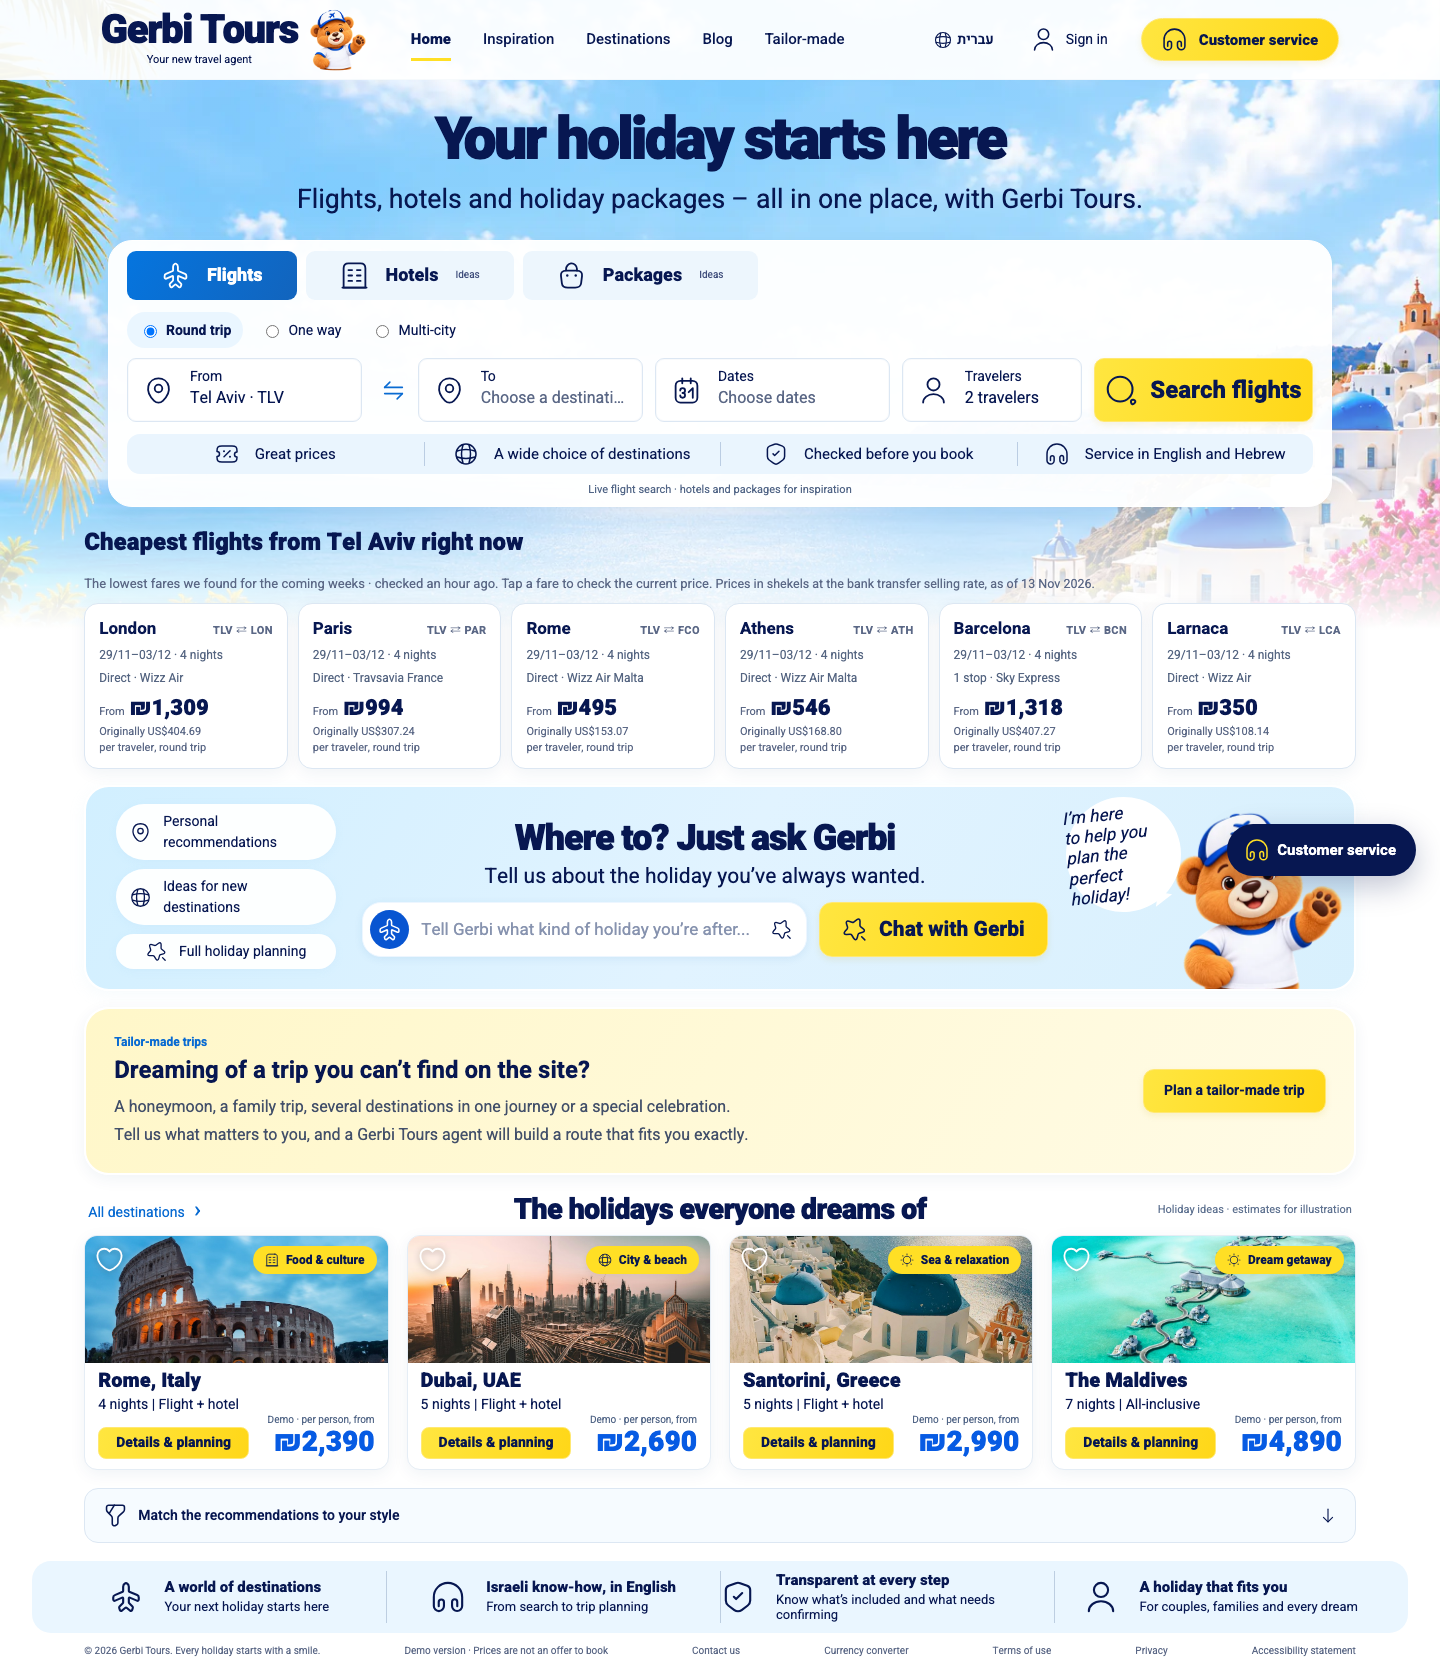 Gerbi Tours
Your new travel agent
Home
Inspiration
Destinations
Blog
Tailor-made
עברית
Sign in
Customer service
Your holiday starts here
Flights, hotels and holiday packages – all in one place, with Gerbi Tours.
Flights
Hotels Ideas
Packages Ideas
Round trip
One way
Multi-city
From
Tel Aviv · TLV
To
Choose a destinati...
Dates
Choose dates
Travelers
2 travelers
Search flights
Great prices
A wide choice of destinations
Checked before you book
Service in English and Hebrew
Live flight search · hotels and packages for inspiration
Cheapest flights from Tel Aviv right now
The lowest fares we found for the coming weeks · checked an hour ago. Tap a fare to check the current price. Prices in shekels at the bank transfer selling rate, as of 13 Nov 2026.
London TLV ⇄ LON
29/11–03/12 · 4 nights
Direct · Wizz Air
From ₪1,309
Originally US$404.69
per traveler, round trip
Paris TLV ⇄ PAR
29/11–03/12 · 4 nights
Direct · Travsavia France
From ₪994
Originally US$307.24
per traveler, round trip
Rome TLV ⇄ FCO
29/11–03/12 · 4 nights
Direct · Wizz Air Malta
From ₪495
Originally US$153.07
per traveler, round trip
Athens TLV ⇄ ATH
29/11–03/12 · 4 nights
Direct · Wizz Air Malta
From ₪546
Originally US$168.80
per traveler, round trip
Barcelona TLV ⇄ BCN
29/11–03/12 · 4 nights
1 stop · Sky Express
From ₪1,318
Originally US$407.27
per traveler, round trip
Larnaca TLV ⇄ LCA
29/11–03/12 · 4 nights
Direct · Wizz Air
From ₪350
Originally US$108.14
per traveler, round trip
Personal
recommendations
Ideas for new
destinations
Full holiday planning
Where to? Just ask Gerbi
Tell us about the holiday you've always wanted.
Tell Gerbi what kind of holiday you're after...
Chat with Gerbi
I'm here
to help you
plan the
perfect
holiday!
Customer service
Tailor-made trips
Dreaming of a trip you can't find on the site?
A honeymoon, a family trip, several destinations in one journey or a special celebration.
Tell us what matters to you, and a Gerbi Tours agent will build a route that fits you exactly.
Plan a tailor-made trip
All destinations ›
The holidays everyone dreams of
Holiday ideas · estimates for illustration
Food & culture
Rome, Italy
4 nights | Flight + hotel
Demo · per person, from
Details & planning
₪2,390
City & beach
Dubai, UAE
5 nights | Flight + hotel
Demo · per person, from
Details & planning
₪2,690
Sea & relaxation
Santorini, Greece
5 nights | Flight + hotel
Demo · per person, from
Details & planning
₪2,990
Dream getaway
The Maldives
7 nights | All-inclusive
Demo · per person, from
Details & planning
₪4,890
Match the recommendations to your style
A world of destinations
Your next holiday starts here
Israeli know-how, in English
From search to trip planning
Transparent at every step
Know what's included and what needs
confirming
A holiday that fits you
For couples, families and every dream
© 2026 Gerbi Tours. Every holiday starts with a smile.
Demo version · Prices are not an offer to book
Contact us
Currency converter
Terms of use
Privacy
Accessibility statement